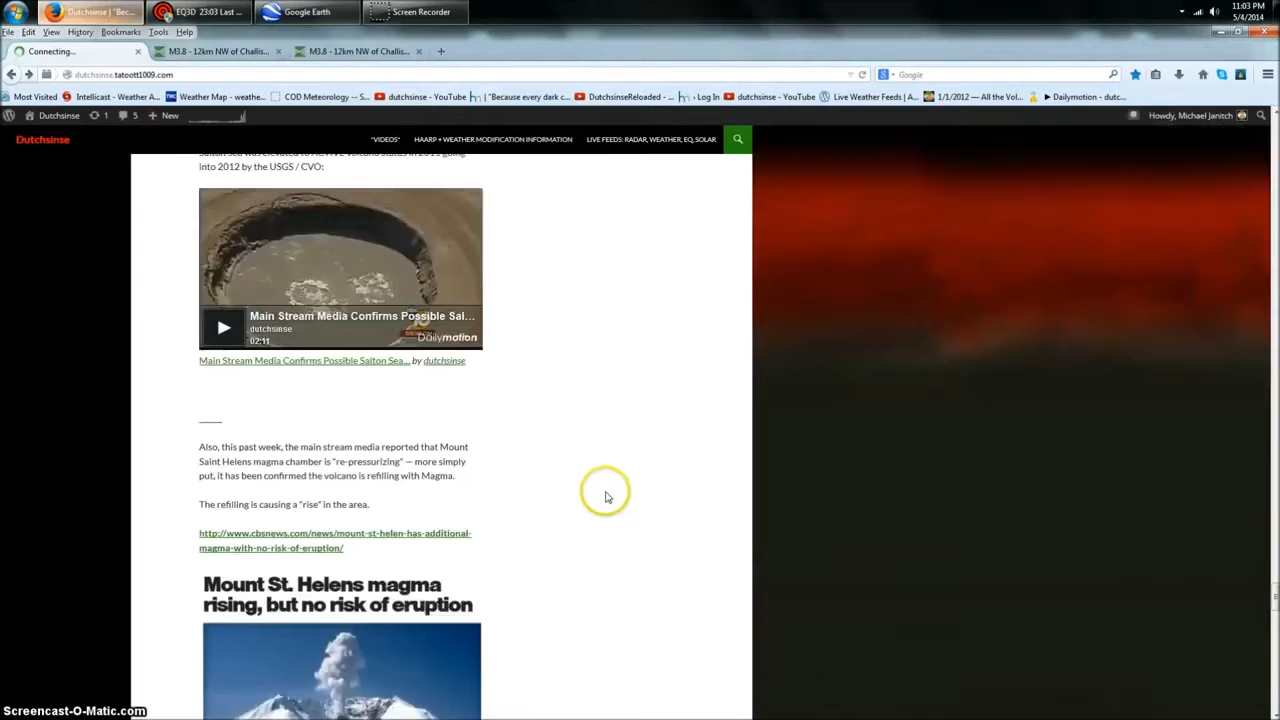 Dutchsinse | "Bec...
EQ3D 23:03 Last ...
Google Earth
Screen Recorder
11:03 PM
5/4/2014
File Edit View History Bookmarks Tools Help
Connecting...
M3.8 - 12km NW of Challis...
M3.8 - 12km NW of Challis...
dutchsinse.tatoott1009.com
Google
Most Visited
Intellicast - Weather A...
Weather Map - weathe...
COD Meteorology -- S...
dutchsinse - YouTube
"Because every dark c...
DutchsinseReloaded - ...
Log In
dutchsinse - YouTube
Live Weather Feeds | A...
1/1/2012 — All the Vol...
Dailymotion - dutc...
Dutchsinse 1 5 New
Howdy, Michael Janitch
Dutchsinse
*VIDEOS*
HAARP + WEATHER MODIFICATION INFORMATION
LIVE FEEDS: RADAR, WEATHER, EQ, SOLAR
into 2012 by the USGS / CVO:
Main Stream Media Confirms Possible Sal...
dutchsinse
02:11
Dailymotion
Main Stream Media Confirms Possible Salton Sea... by dutchsinse
Also, this past week, the main stream media reported that Mount
Saint Helens magma chamber is "re-pressurizing" — more simply
put, it has been confirmed the volcano is refilling with Magma.
The refilling is causing a "rise" in the area.
http://www.cbsnews.com/news/mount-st-helen-has-additional-
magma-with-no-risk-of-eruption/
Mount St. Helens magma
rising, but no risk of eruption
Screencast-O-Matic.com